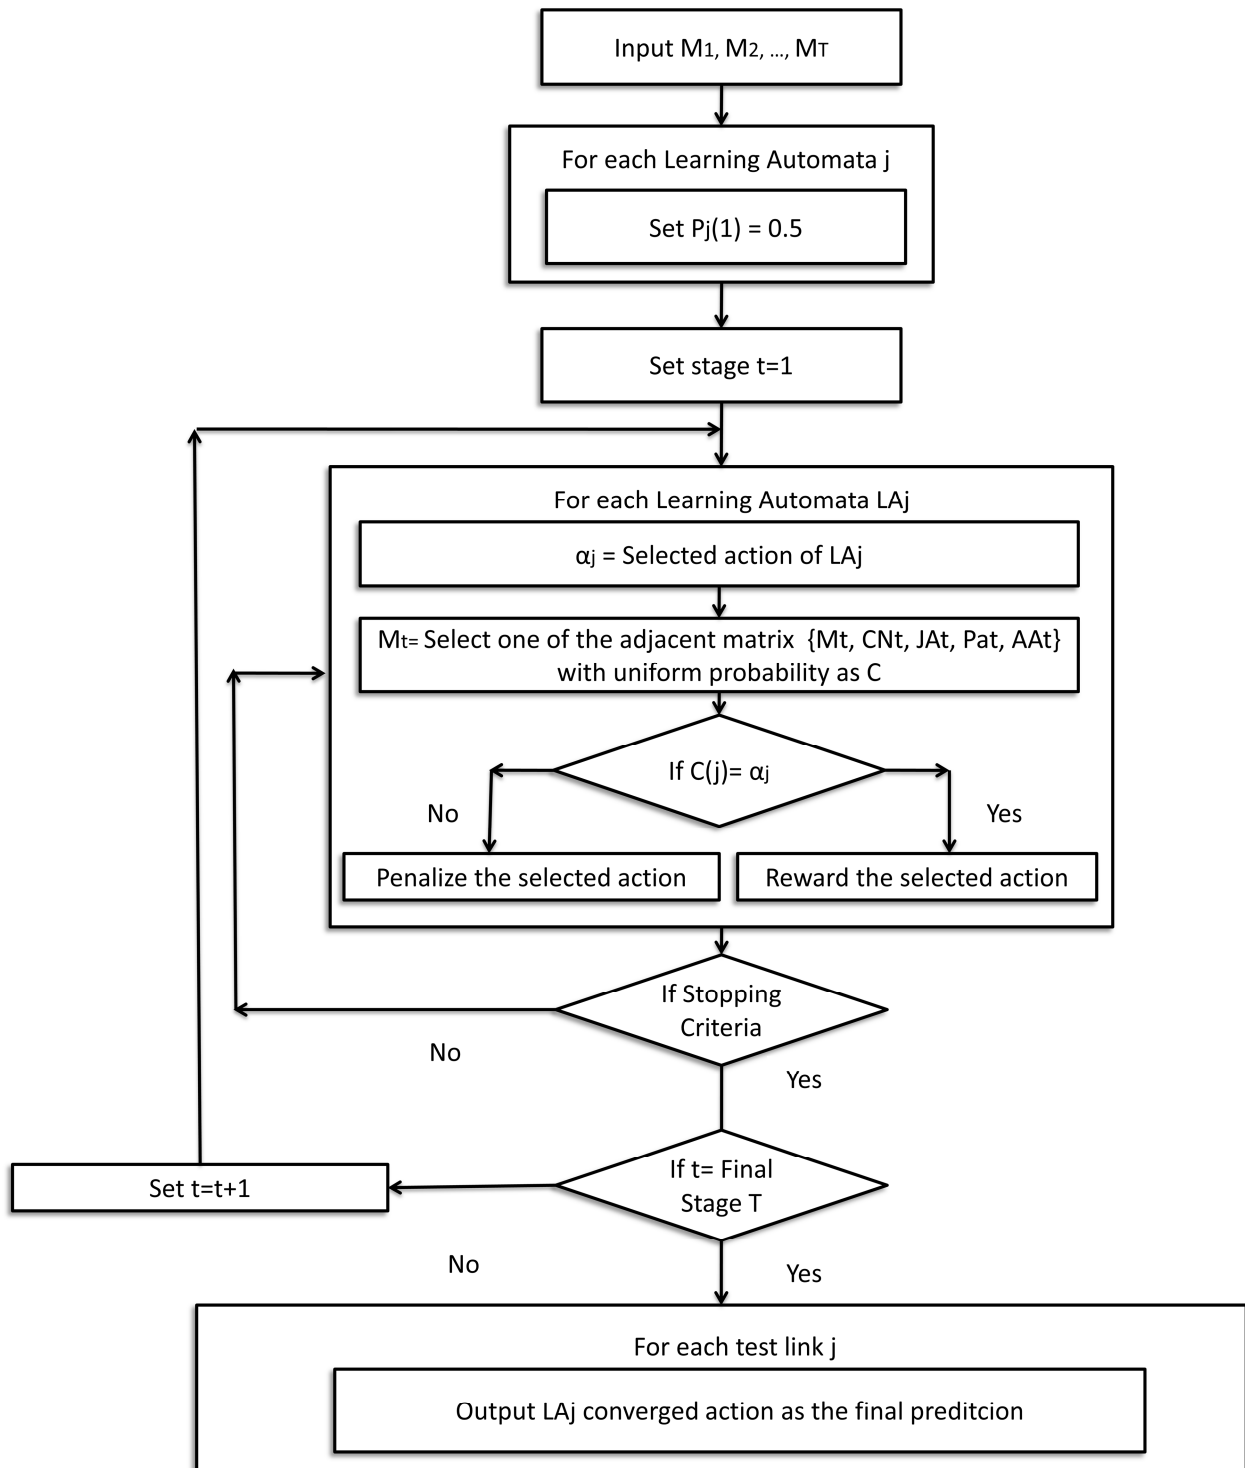 Input M1, M2, ..., MT
For each Learning Automata j
Set Pj(1) = 0.5
Set stage t=1
For each Learning Automata LAj
αj = Selected action of LAj
Mt= Select one of the adjacent matrix {Mt, CNt, JAt, Pat, AAt}
with uniform probability as C
If C(j)= αj
No
Yes
Penalize the selected action
Reward the selected action
If Stopping
Criteria
No
Yes
If t= Final
Stage T
Set t=t+1
No
Yes
For each test link j
Output LAj converged action as the final preditcion